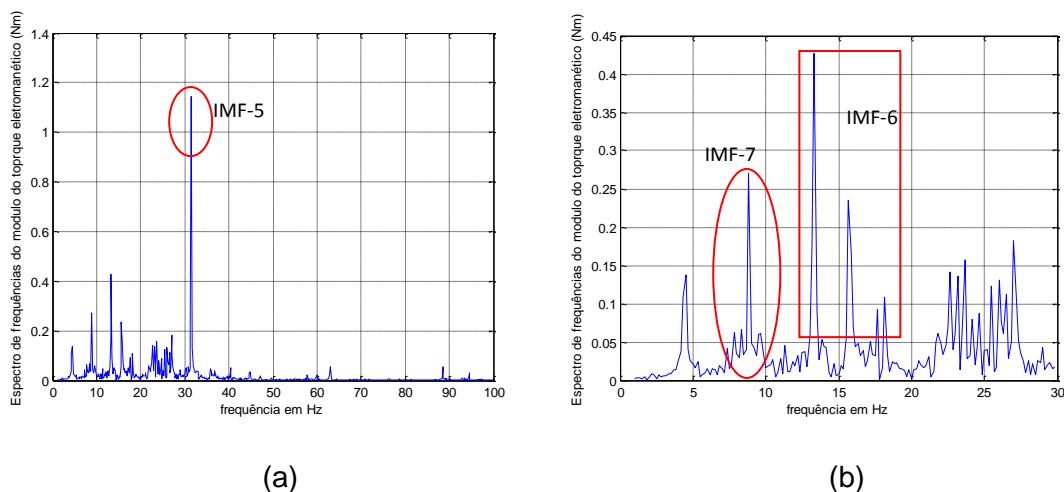 Espectro de frequências do modulo do toprque eletromanético (Nm)
1.4
1.2
1
0.8
0.6
0.4
0.2
0
IMF-5
0 10 20 30 40 50 60 70 80 90 100
frequência em Hz
(a)
Espectro de frequências do modulo do toprque eletromanético (Nm)
0.45
0.4
0.35
0.3
0.25
0.2
0.15
0.1
0.05
0
IMF-6
IMF-7
0 5 10 15 20 25 30
frequência em Hz
(b)